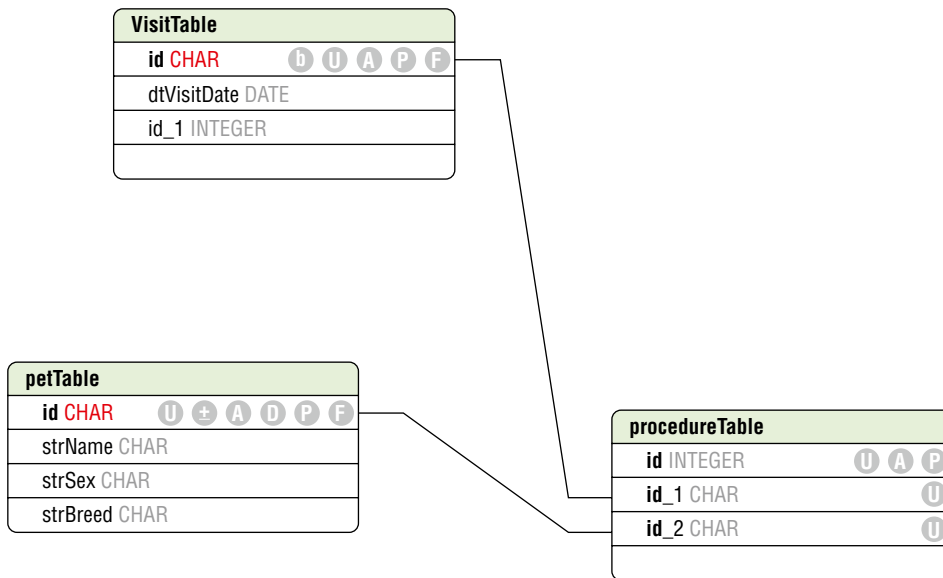 VisitTable
id CHAR b U A P F
dtVisitDate DATE
id_1 INTEGER
petTable
id CHAR U ± A D P F
strName CHAR
strSex CHAR
strBreed CHAR
procedureTable
id INTEGER U A P
id_1 CHAR U
id_2 CHAR U